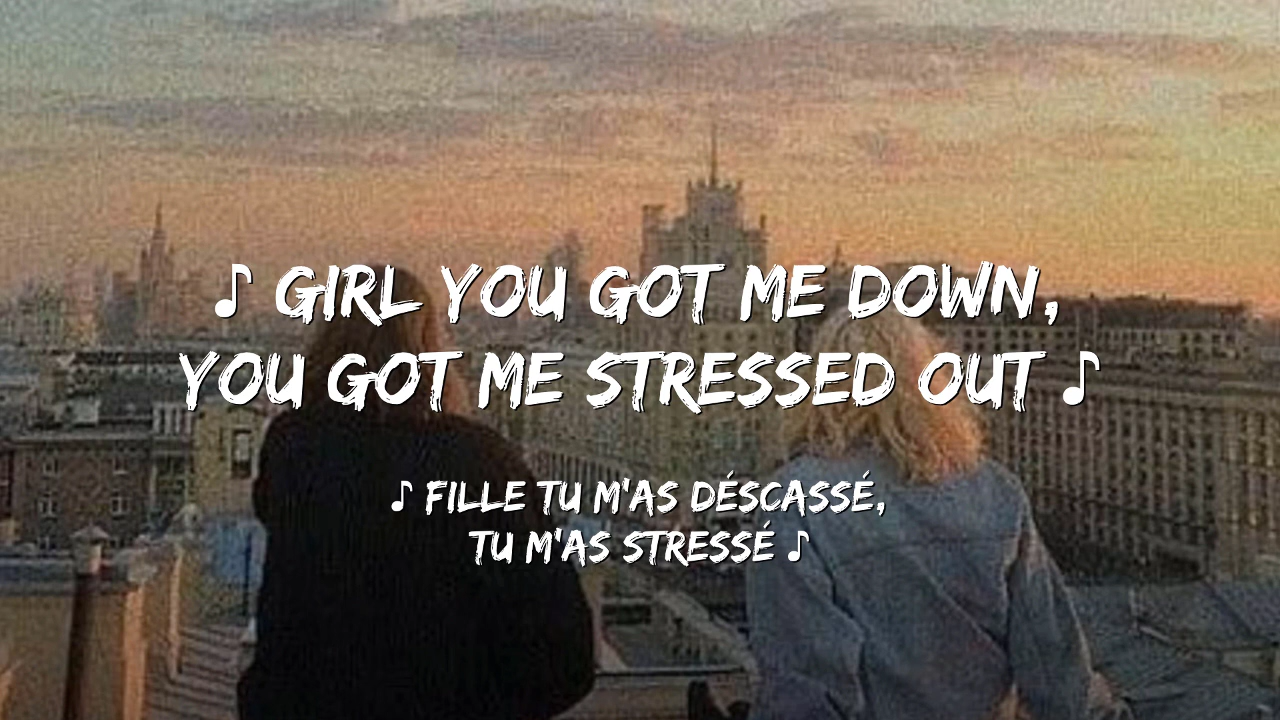 ♪ GIRL YOU GOT ME DOWN,
YOU GOT ME STRESSED OUT ♪
♪ FILLE TU M'AS DÉSCASSÉ,
TU M'AS STRESSÉ ♪